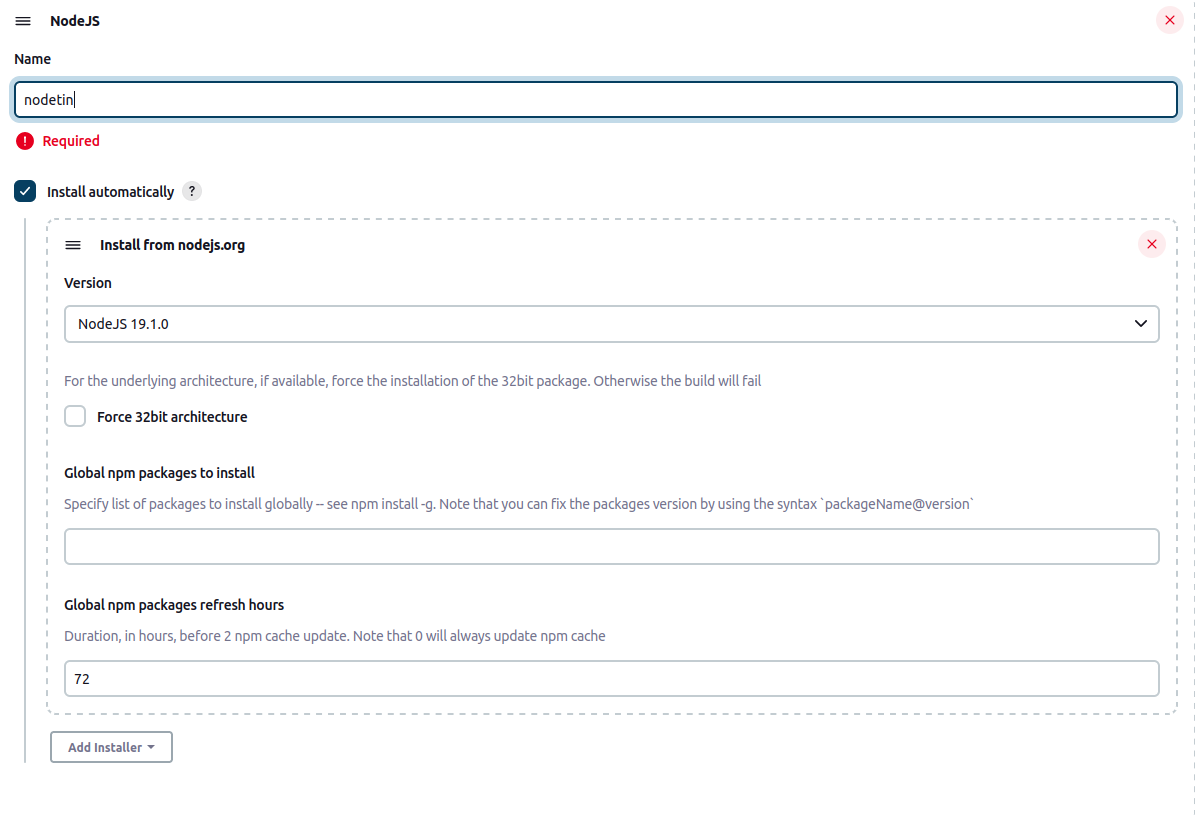 NodeJS
Name
nodetin
Required
Install automatically ?
Install from nodejs.org
Version
NodeJS 19.1.0
For the underlying architecture, if available, force the installation of the 32bit package. Otherwise the build will fail
Force 32bit architecture
Global npm packages to install
Specify list of packages to install globally -- see npm install -g. Note that you can fix the packages version by using the syntax `packageName@version`
Global npm packages refresh hours
Duration, in hours, before 2 npm cache update. Note that 0 will always update npm cache
72
Add Installer